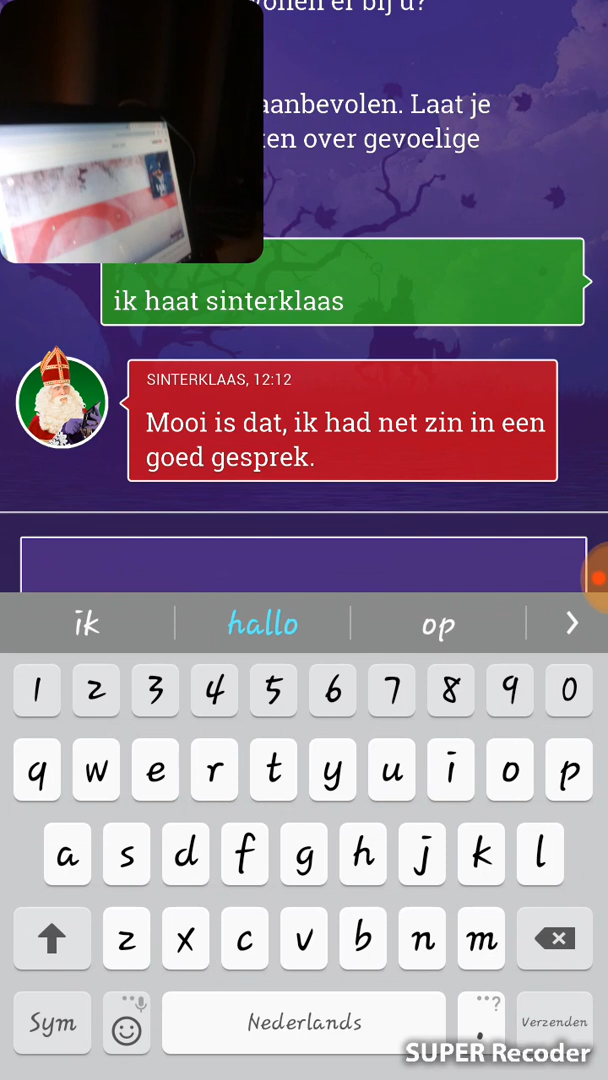 er bij u?
aanbevolen. Laat je
over gevoelige
ik haat sinterklaas
SINTERKLAAS, 12:12
Mooi is dat, ik had net zin in een
goed gesprek.
ik hallo op >
1 2 3 4 5 6 7 8 9 0
q w e r t y u i o p
a s d f g h j k l
z x c v b n m
Sym Nederlands . Verzenden
SUPER Recoder